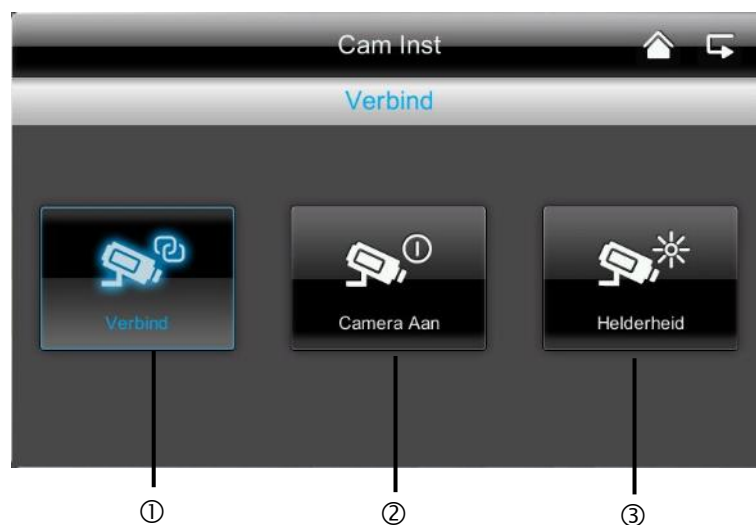 Cam Inst
Verbind
Verbind
Camera Aan
Helderheid
①
②
③